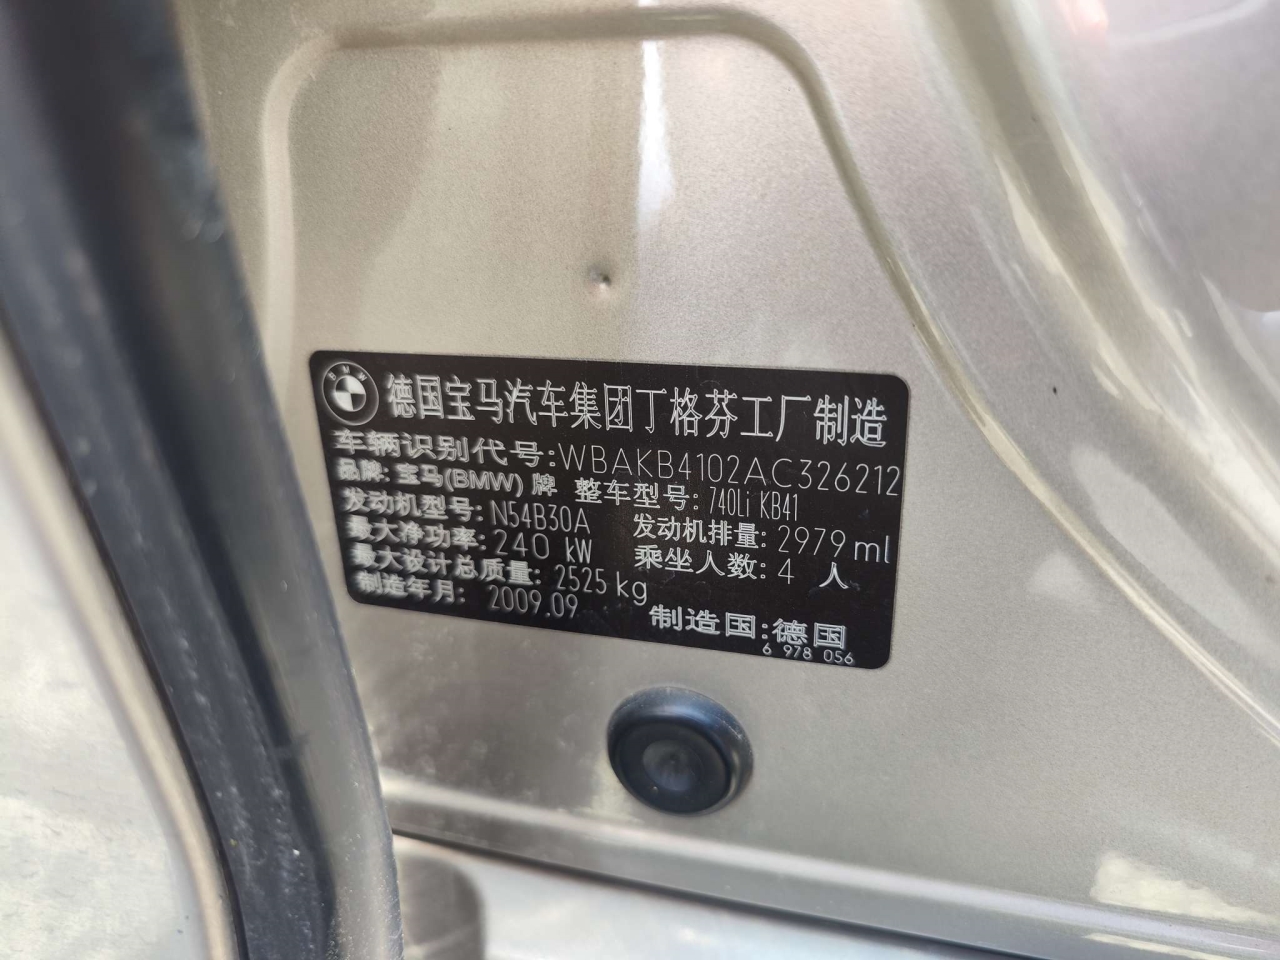 BMW 德国宝马汽车集团丁格芬工厂制造
车辆识别代号:WBAKB4102AC326212
品牌: 宝马(BMW) 牌 整车型号: 740Li KB41
发动机型号: N54B30A 发动机排量: 2979 ml
最大净功率: 240 kW 乘坐人数: 4 人
最大设计总质量: 2525 kg
制造年月: 2009.09 制造国:德国
6 978 056